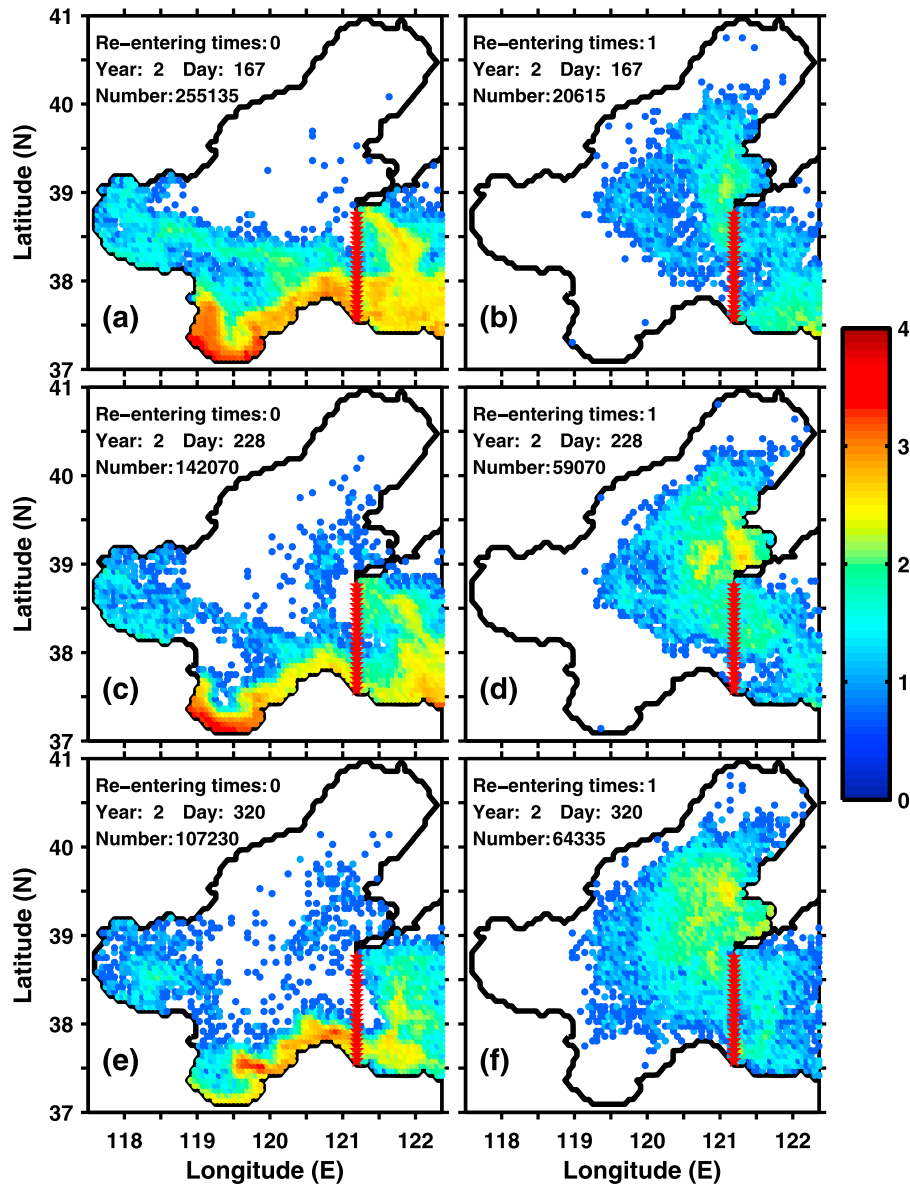 41
40
39
38
37
Latitude (N)
Re-entering times: 0
Year: 2 Day: 167
Number: 255135
(a)
Re-entering times: 1
Year: 2 Day: 167
Number: 20615
(b)
41
40
39
38
37
Latitude (N)
Re-entering times: 0
Year: 2 Day: 228
Number: 142070
(c)
Re-entering times: 1
Year: 2 Day: 228
Number: 59070
(d)
41
40
39
38
37
Latitude (N)
Re-entering times: 0
Year: 2 Day: 320
Number: 107230
(e)
Re-entering times: 1
Year: 2 Day: 320
Number: 64335
(f)
118 119 120 121 122
Longitude (E)
118 119 120 121 122
Longitude (E)
4
3
2
1
0